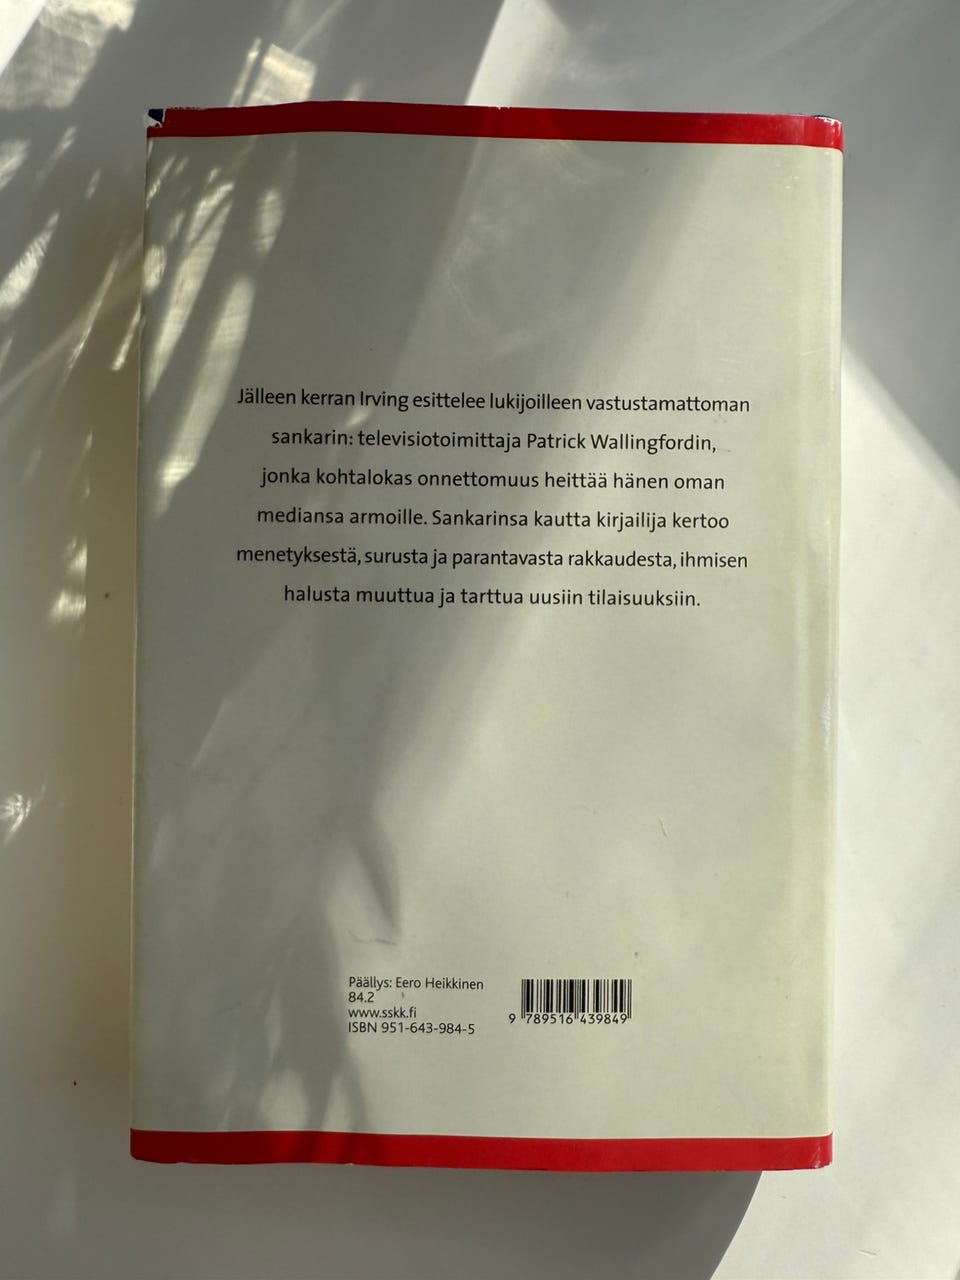 Jälleen kerran Irving esittelee lukijoilleen vastustamattoman
sankarin: televisiotoimittaja Patrick Wallingfordin,
jonka kohtalokas onnettomuus heittää hänen oman
mediansa armoille. Sankarinsa kautta kirjailija kertoo
menetyksestä, surusta ja parantavasta rakkaudesta, ihmisen
halusta muuttua ja tarttua uusiin tilaisuuksiin.
Päällys: Eero Heikkinen
84.2
www.sskk.fi
ISBN 951-643-984-5
9 789516 439849